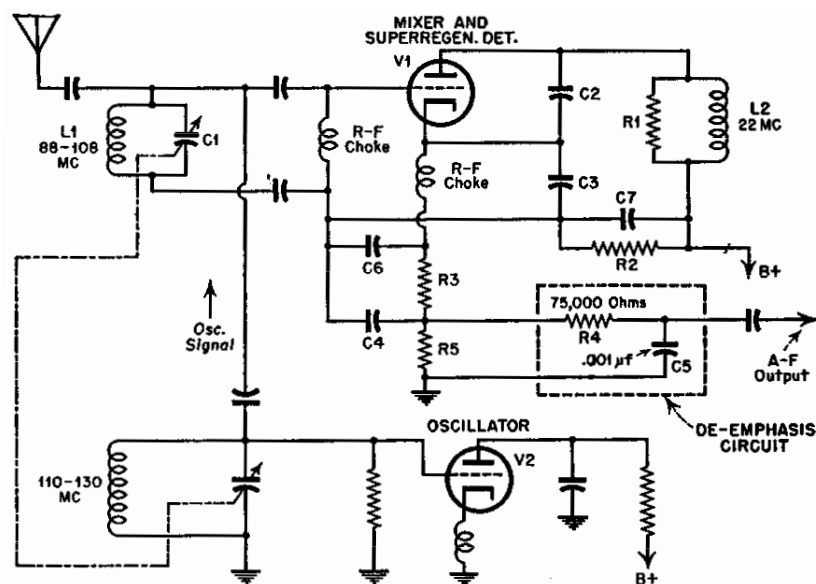 MIXER AND
SUPERREGEN. DET.
V1
L1
88-108
MC
C1
R-F
Choke
R-F
Choke
C2
C3
R1
L2
22 MC
C7
R2
B+
C6
R3
C4
R5
75,000 Ohms
R4
.001 µf
C5
A-F
Output
DE-EMPHASIS
CIRCUIT
Osc.
Signal
OSCILLATOR
V2
110-130
MC
B+